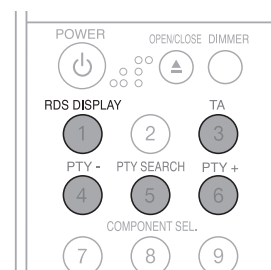 POWER
OPEN/CLOSE DIMMER
RDS DISPLAY
TA
1
2
3
PTY -
PTY SEARCH
PTY +
4
5
6
COMPONENT SEL.
7
8
9